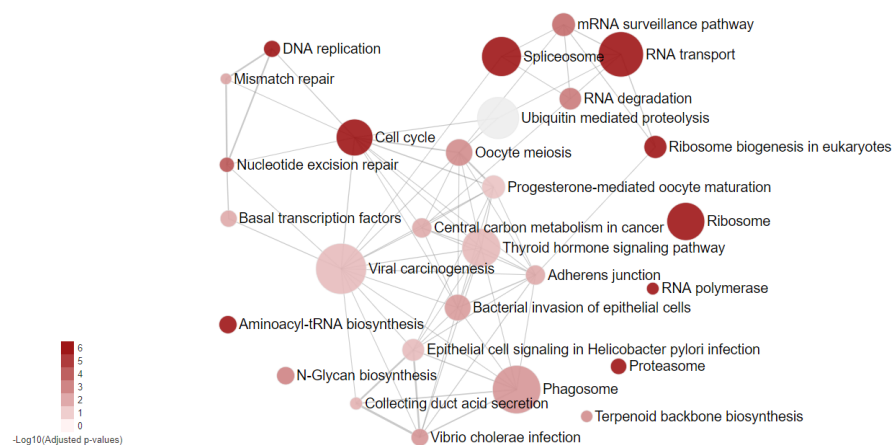 mRNA surveillance pathway
DNA replication
Spliceosome
RNA transport
Mismatch repair
RNA degradation
Ubiquitin mediated proteolysis
Cell cycle
Ribosome biogenesis in eukaryotes
Oocyte meiosis
Nucleotide excision repair
Progesterone-mediated oocyte maturation
Basal transcription factors
Ribosome
Central carbon metabolism in cancer
Thyroid hormone signaling pathway
Viral carcinogenesis
Adherens junction
RNA polymerase
Bacterial invasion of epithelial cells
Aminoacyl-tRNA biosynthesis
Epithelial cell signaling in Helicobacter pylori infection
Proteasome
N-Glycan biosynthesis
Phagosome
Collecting duct acid secretion
Terpenoid backbone biosynthesis
Vibrio cholerae infection
6
5
4
3
2
1
0
-Log10(Adjusted p-values)